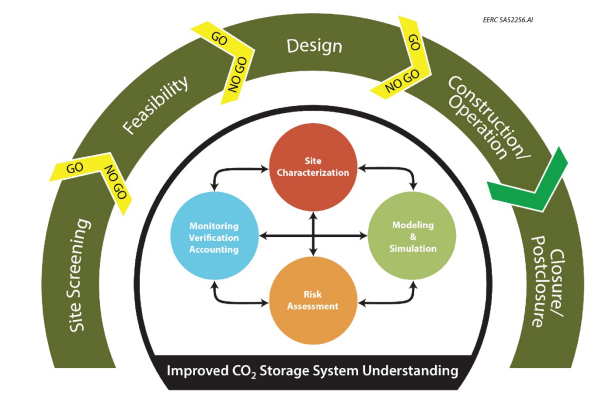 EERC SAS2256.AI
Site Screening
GO
NO GO
Feasibility
GO
NO GO
Design
GO
NO GO
Construction/
Operation
Closure/
Postclosure
Site
Characterization
Monitoring
Verification
Accounting
Modeling
&
Simulation
Risk
Assessment
Improved CO₂ Storage System Understanding